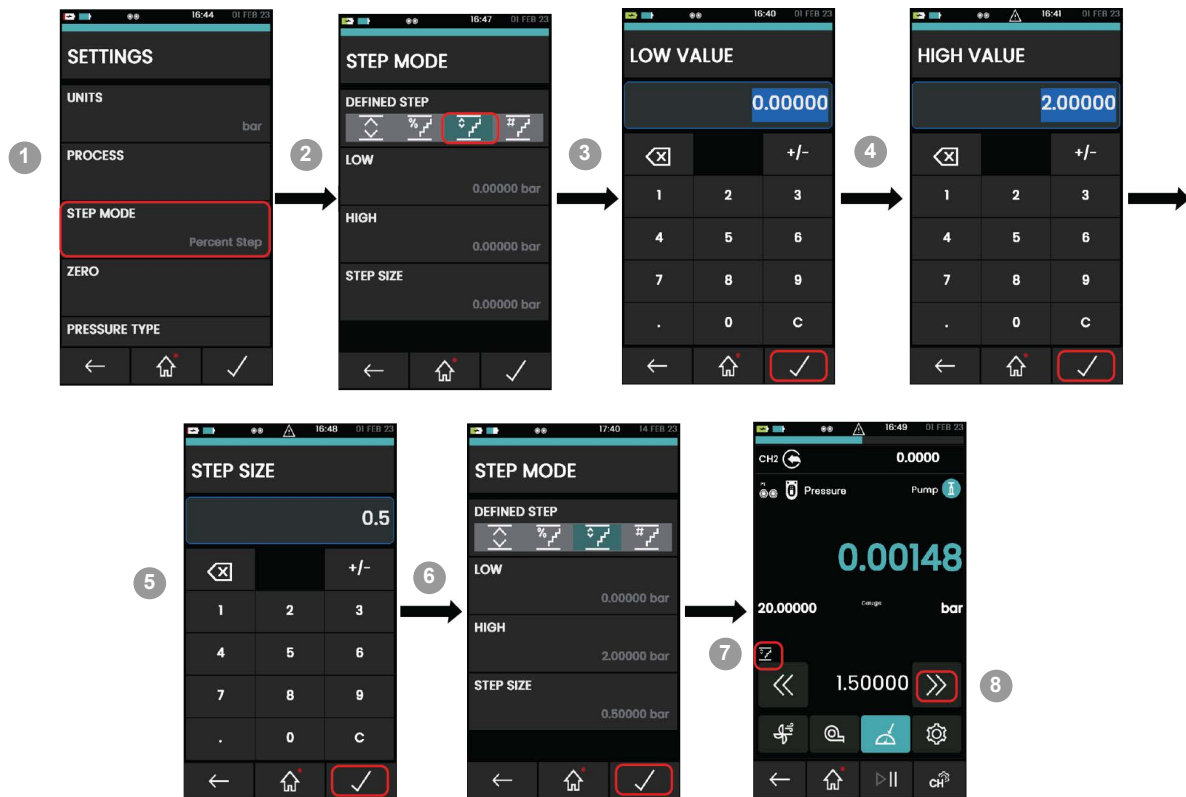 1
16:44 01 FEB 23
SETTINGS
UNITS
bar
PROCESS
STEP MODE
Percent Step
ZERO
PRESSURE TYPE
2
16:47 01 FEB 23
STEP MODE
DEFINED STEP
% #
LOW
0.00000 bar
HIGH
0.00000 bar
STEP SIZE
0.00000 bar
3
16:40 01 FEB 23
LOW VALUE
0.00000
+/-
1 2 3
4 5 6
7 8 9
. 0 C
4
16:41 01 FEB 23
HIGH VALUE
2.00000
+/-
1 2 3
4 5 6
7 8 9
. 0 C
5
16:48 01 FEB 23
STEP SIZE
0.5
+/-
1 2 3
4 5 6
7 8 9
. 0 C
6
17:40 14 FEB 23
STEP MODE
DEFINED STEP
% #
LOW
0.00000 bar
HIGH
2.00000 bar
STEP SIZE
0.50000 bar
16:49 01 FEB 23
CH2 0.0000
P1 Pressure Pump
0.00148
20.00000 Gauge bar
7
1.50000
8
CH